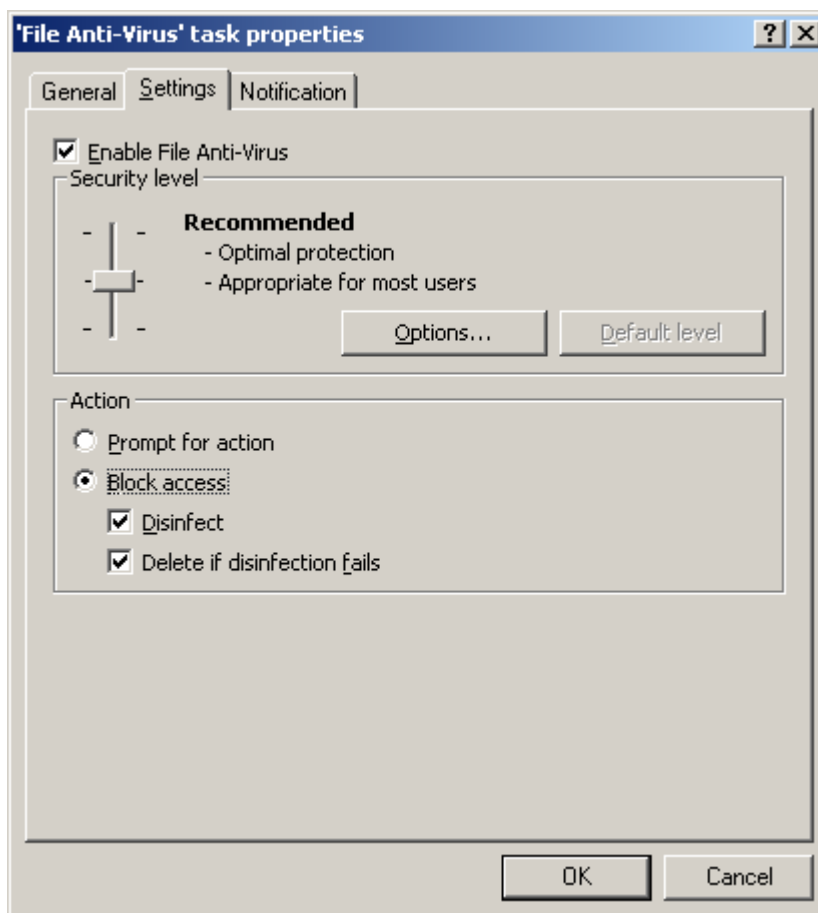 'File Anti-Virus' task properties
General Settings Notification
Enable File Anti-Virus
Security level
Recommended
- Optimal protection
- Appropriate for most users
Options... Default level
Action
Prompt for action
Block access
Disinfect
Delete if disinfection fails
OK Cancel